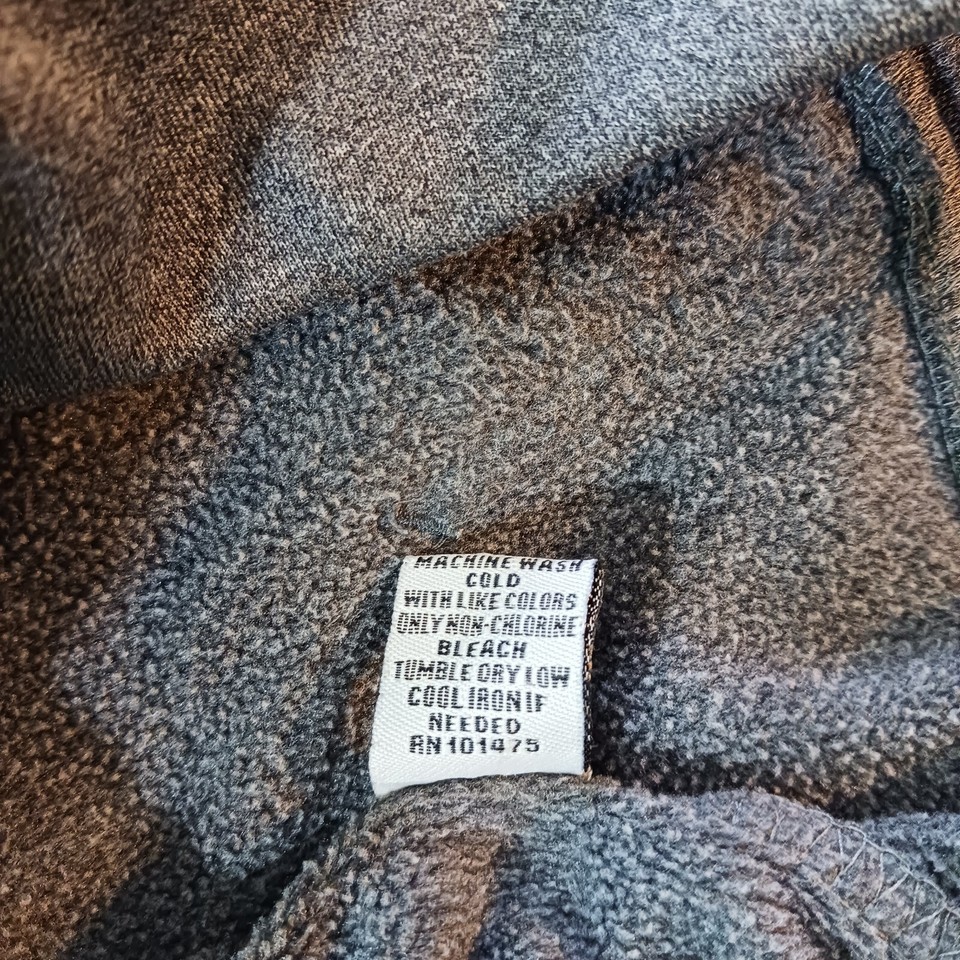 MACHINE WASH
COLD
WITH LIKE COLORS
ONLY NON-CHLORINE
BLEACH
TUMBLE DRY LOW
COOL IRON IF
NEEDED
RN 101475